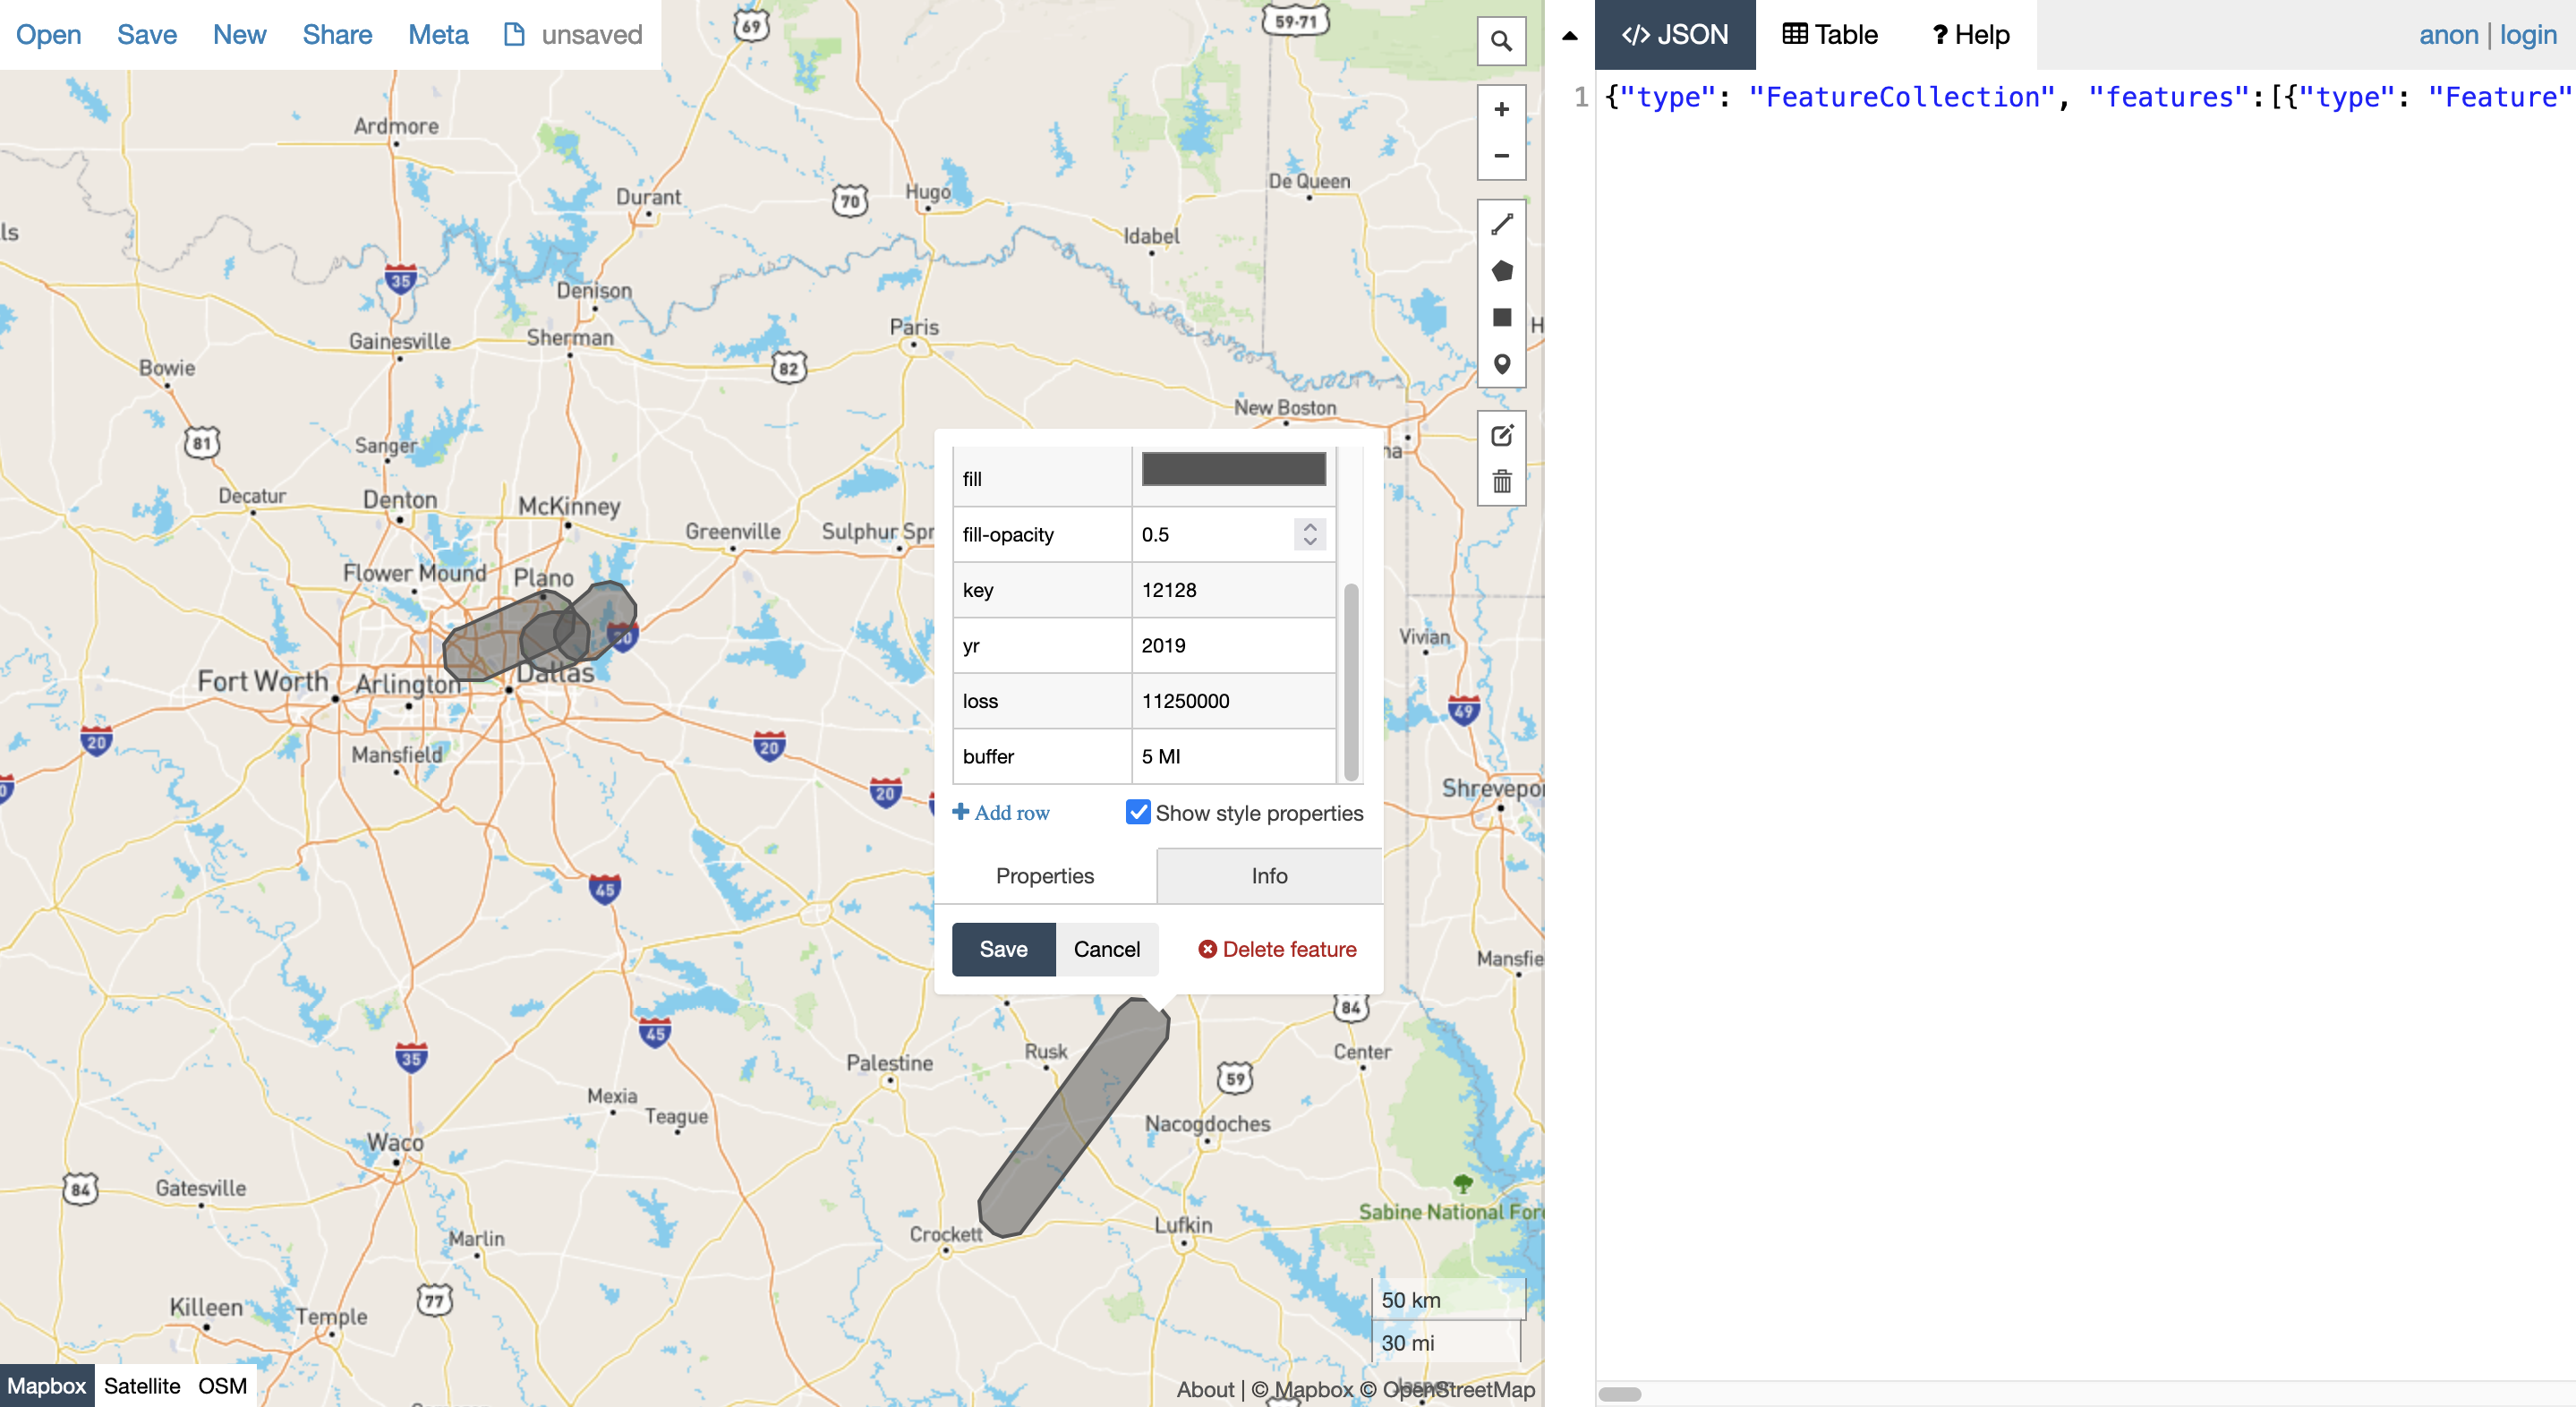 Open Save New Share Meta unsaved
</> JSON Table ? Help anon | login
1 {"type": "FeatureCollection", "features":[{"type": "Feature"
69
59-71
Ardmore
Durant
70
Hugo
De Queen
ls
Idabel
35
Denison
Paris
Gainesville
Sherman
82
Bowie
New Boston
81
Sanger
na
Decatur
Denton
McKinney
Greenville
Sulphur Spr
Flower Mound
Plano
Vivian
Fort Worth
Arlington
Dallas
49
20
20
20
Mansfield
Shrevepor
fill
fill-opacity 0.5
key 12128
yr 2019
loss 11250000
buffer 5 MI
+ Add row Show style properties
Properties Info
Save Cancel Delete feature
45
Mansfie
84
45
35
Palestine
Rusk
Center
59
Mexia
Teague
Nacogdoches
Waco
84
Gatesville
Sabine National Fore
Crockett
Lufkin
Marlin
77
Killeen
Temple
50 km
30 mi
Mapbox Satellite OSM
About | © Mapbox © OpenStreetMap